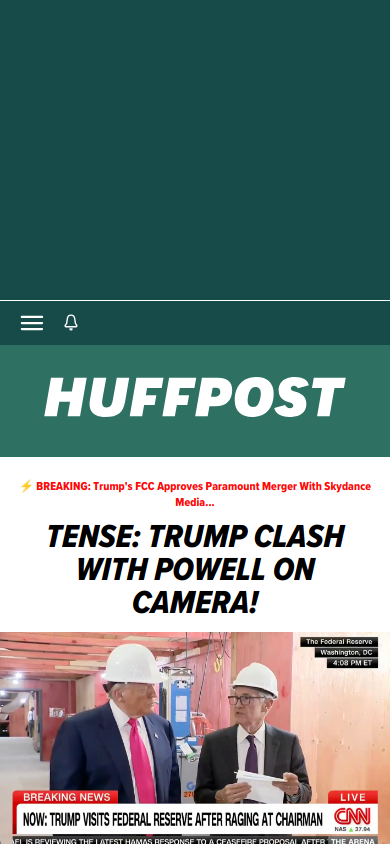 HUFFPOST
⚡ BREAKING: Trump's FCC Approves Paramount Merger With Skydance
Media...
TENSE: TRUMP CLASH
WITH POWELL ON
CAMERA!
The Federal Reserve
Washington, DC
4:08 PM ET
BREAKING NEWS
LIVE
NOW: TRUMP VISITS FEDERAL RESERVE AFTER RAGING AT CHAIRMAN
CNN
NAS ▲ 37.94
AEL IS REVIEWING THE LATEST HAMAS RESPONSE TO A CEASEFIRE PROPOSAL AFTER
THE ARENA